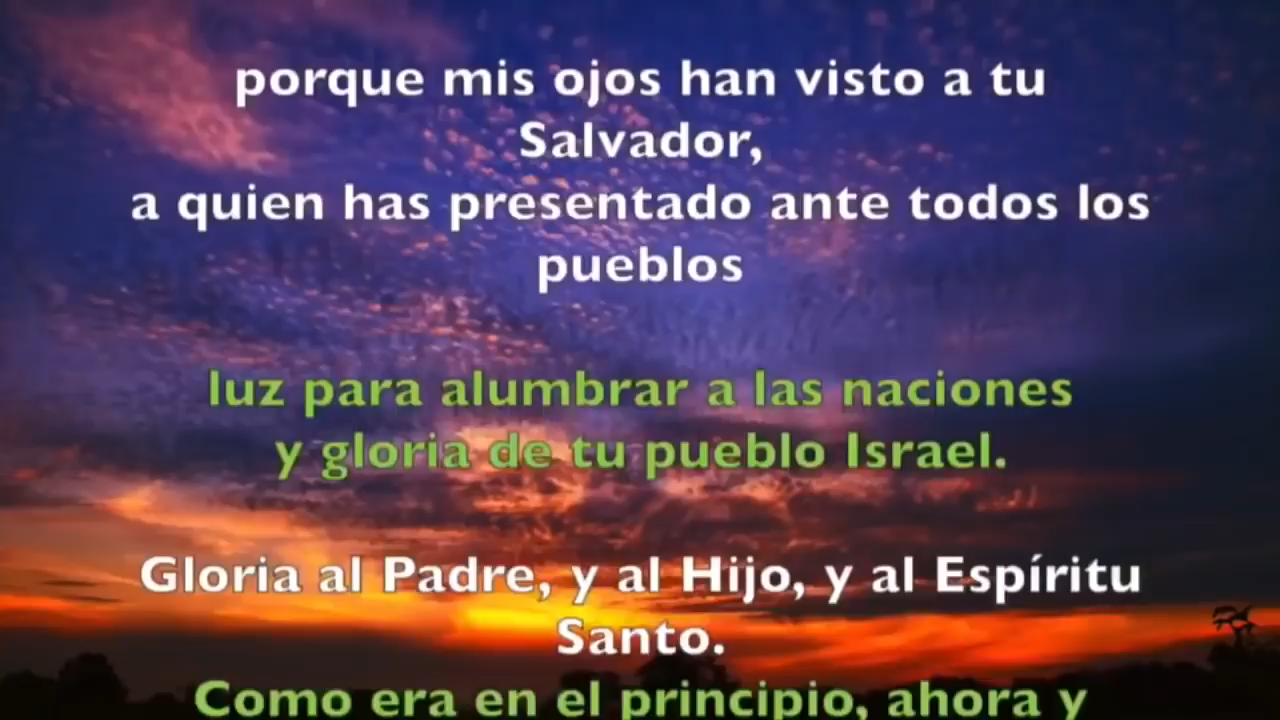 porque mis ojos han visto a tu
Salvador,
a quien has presentado ante todos los
pueblos
luz para alumbrar a las naciones
y gloria de tu pueblo Israel.
Gloria al Padre, y al Hijo, y al Espíritu
Santo.
Como era en el principio, ahora y